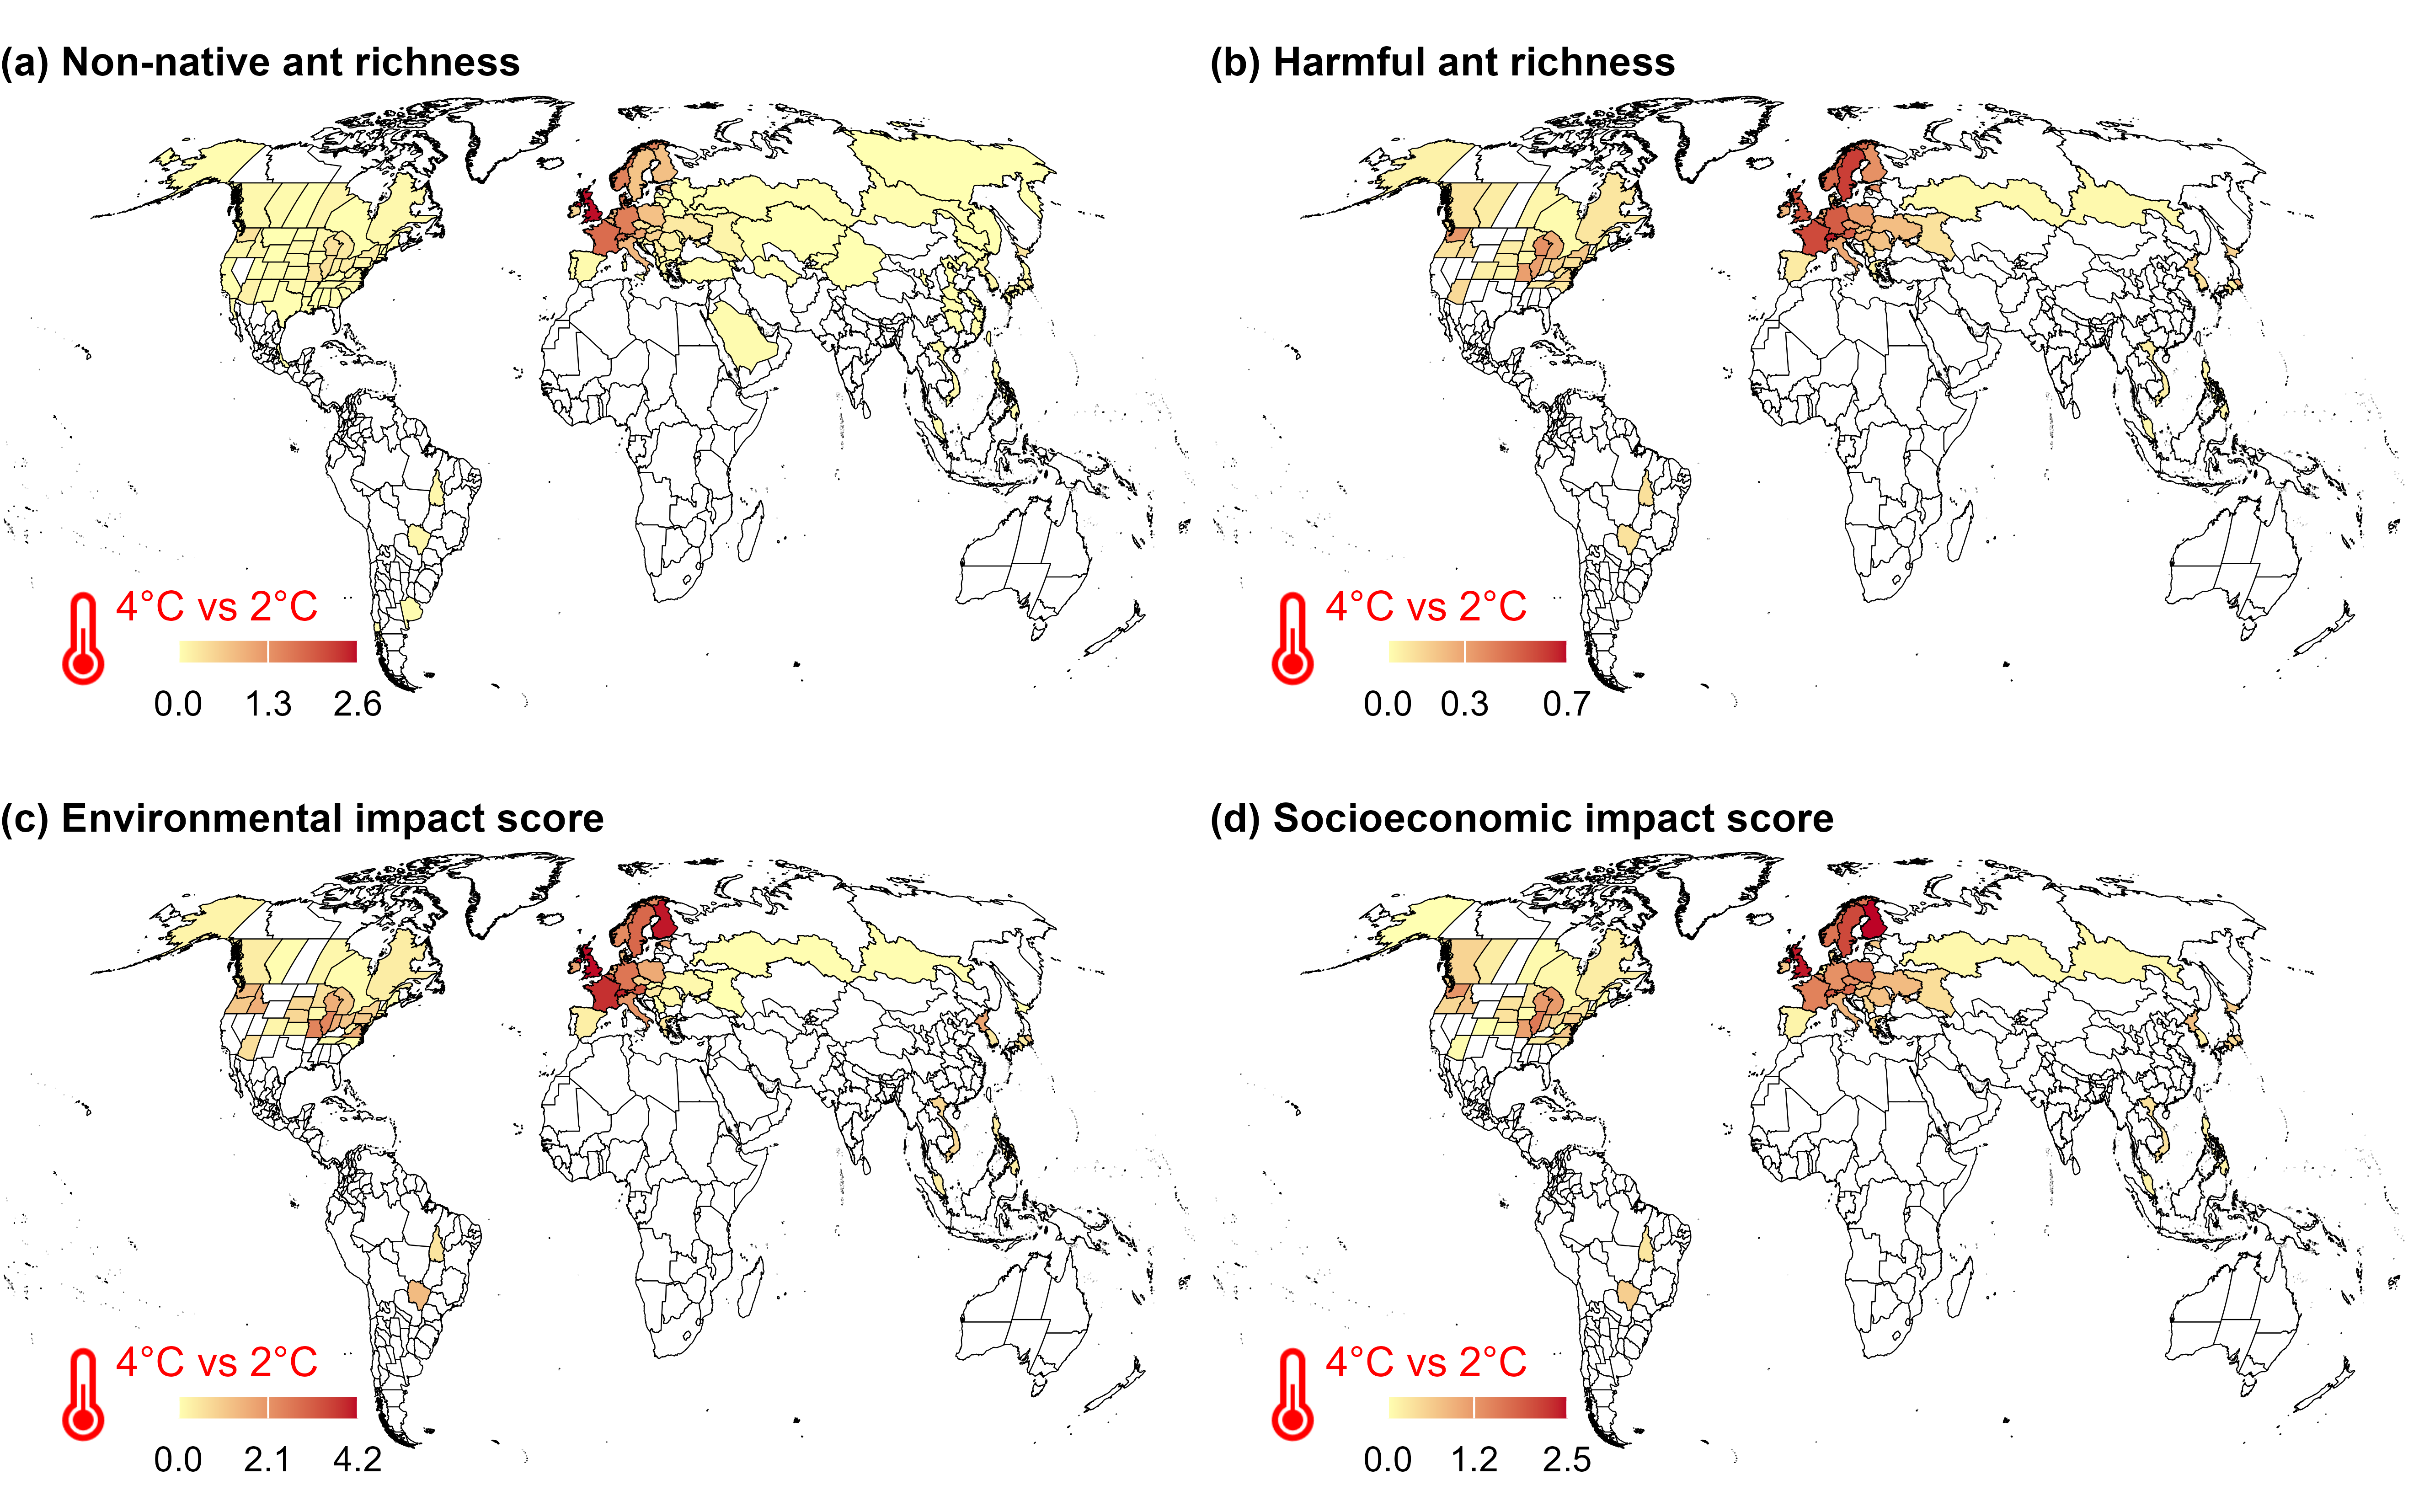 (a) Non-native ant richness
(b) Harmful ant richness
4°C vs 2°C
0.0 1.3 2.6
4°C vs 2°C
0.0 0.3 0.7
(c) Environmental impact score
(d) Socioeconomic impact score
4°C vs 2°C
0.0 2.1 4.2
4°C vs 2°C
0.0 1.2 2.5